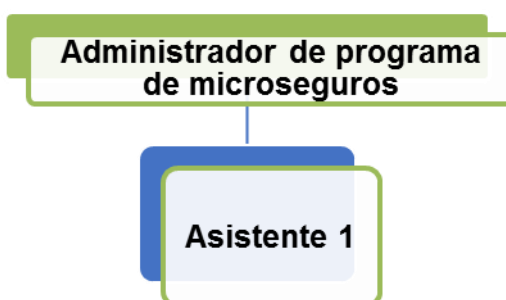 Administrador de programa
de microseguros
Asistente 1